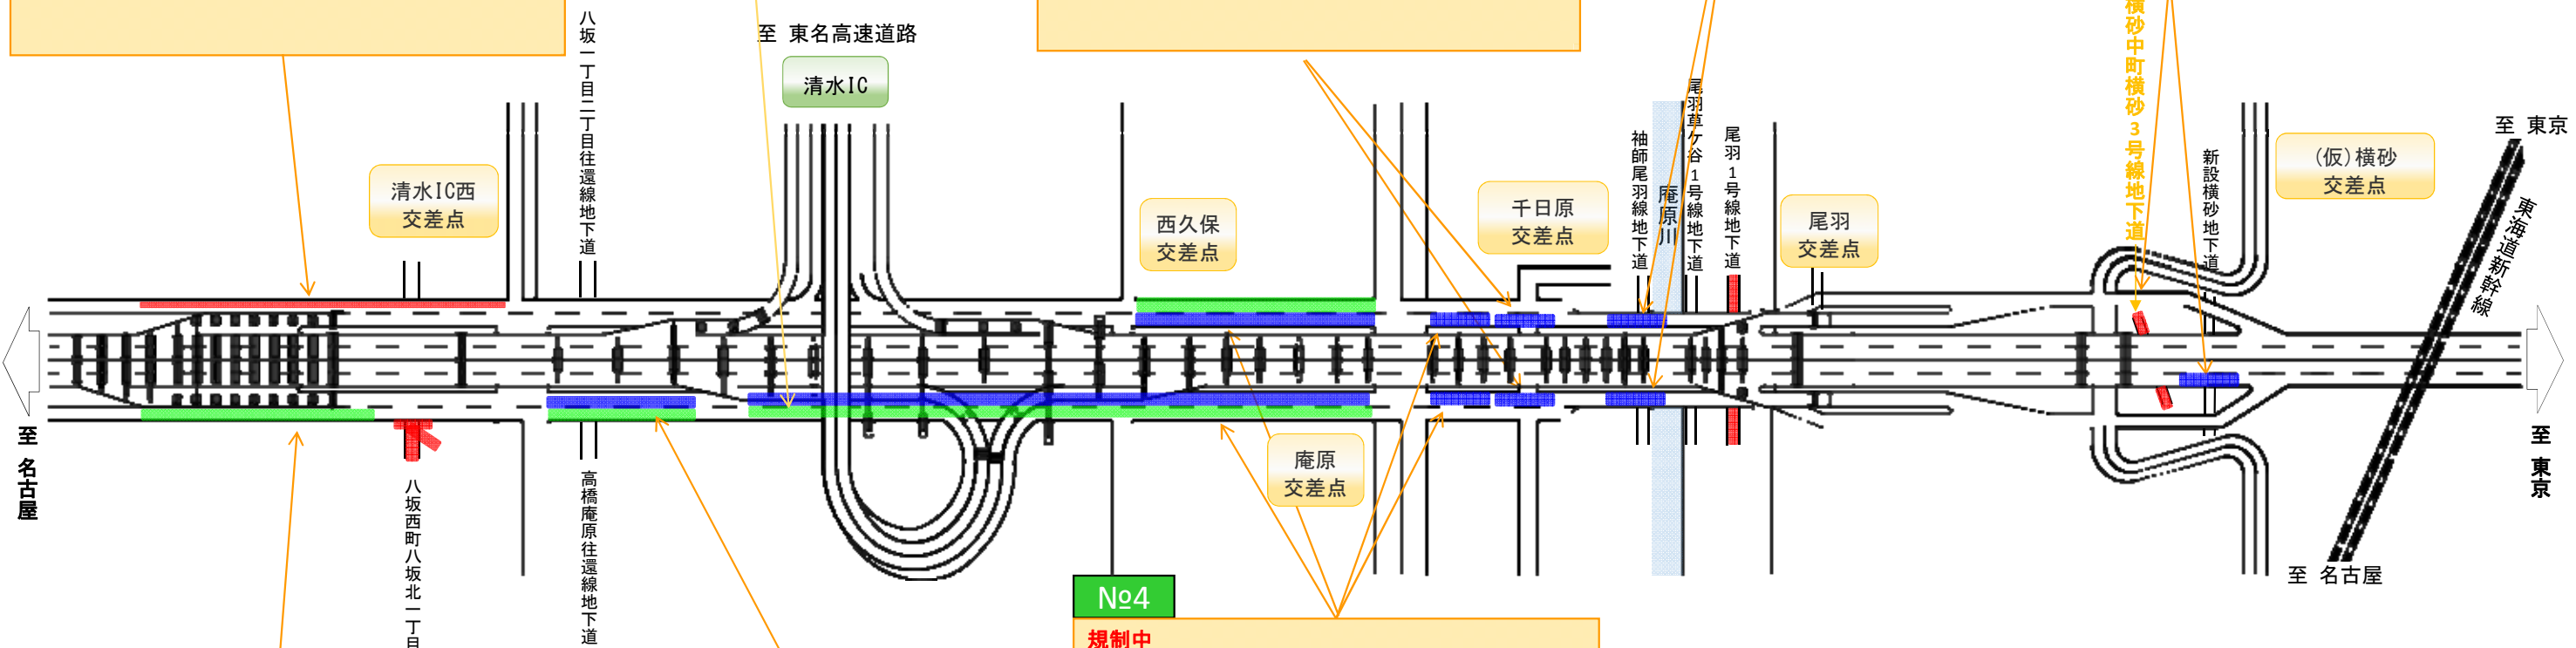 八坂一丁目二丁目往還線地下道
至 東名高速道路
清水IC
清水IC西
交差点
西久保
交差点
千日原
交差点
袖師尾羽線地下道
庵原川
尾羽草ケ谷1号線地下道
尾羽1号線地下道
尾羽
交差点
横砂中町横砂3号線地下道
新設横砂地下道
(仮)横砂
交差点
至 東京
東海道新幹線
至 名古屋
至 名古屋
至 東京
八坂西町八坂北一丁目
高橋庵原往還線地下道
庵原
交差点
№4
規制中